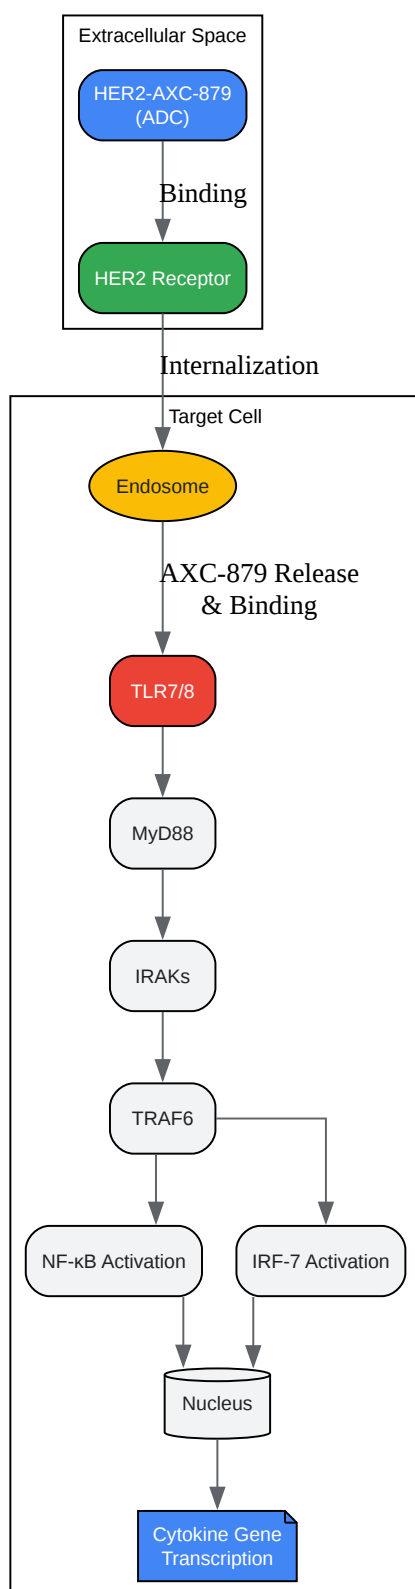 Extracellular Space
HER2-AXC-879
(ADC)
Binding
HER2 Receptor
Internalization
Target Cell
Endosome
AXC-879 Release
& Binding
TLR7/8
MyD88
IRAKs
TRAF6
NF-κB Activation
IRF-7 Activation
Nucleus
Cytokine Gene
Transcription